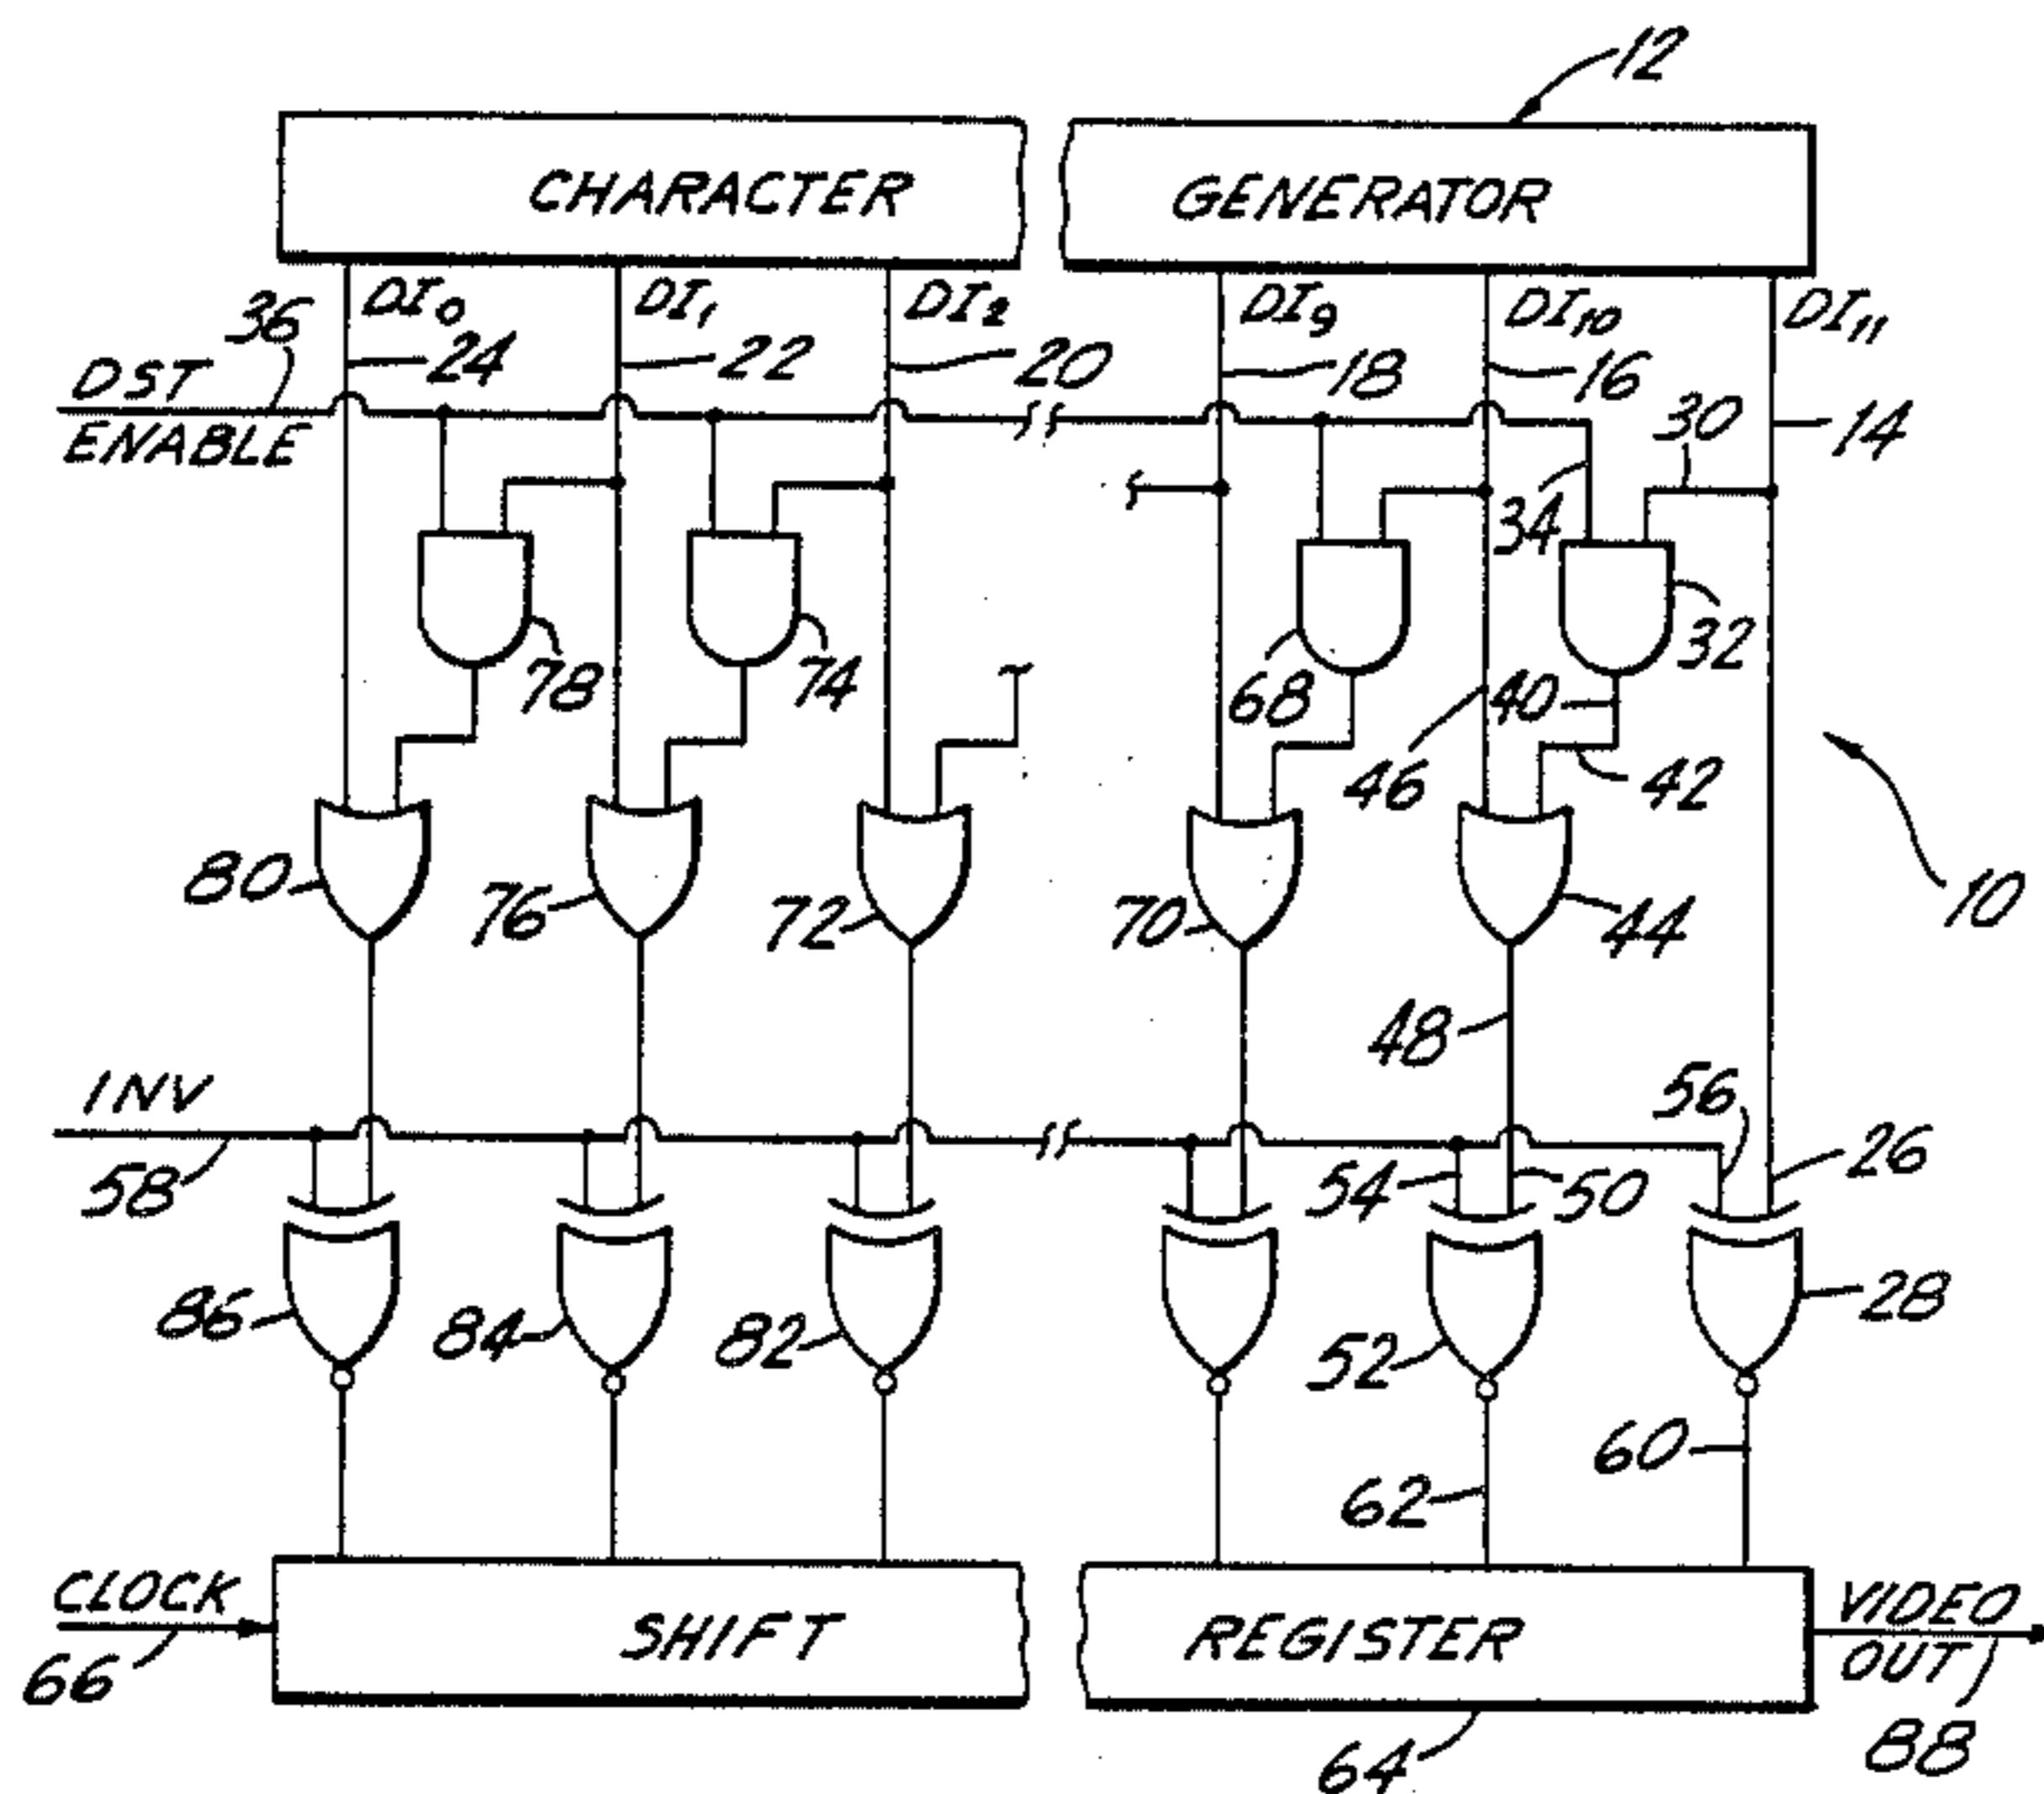 12
CHARACTER GENERATOR
DI0 DI1 DI2 DI9 DI10 DI11
36 24 22 20 18 16 30 14
DST
ENABLE
34
78 74 68 46 40 32
42
80 76 72 70 44 10
48
INV 56
58 54 50 26
86 84 82 52 28
62 60
CLOCK
66
SHIFT REGISTER
VIDEO
OUT
64 88